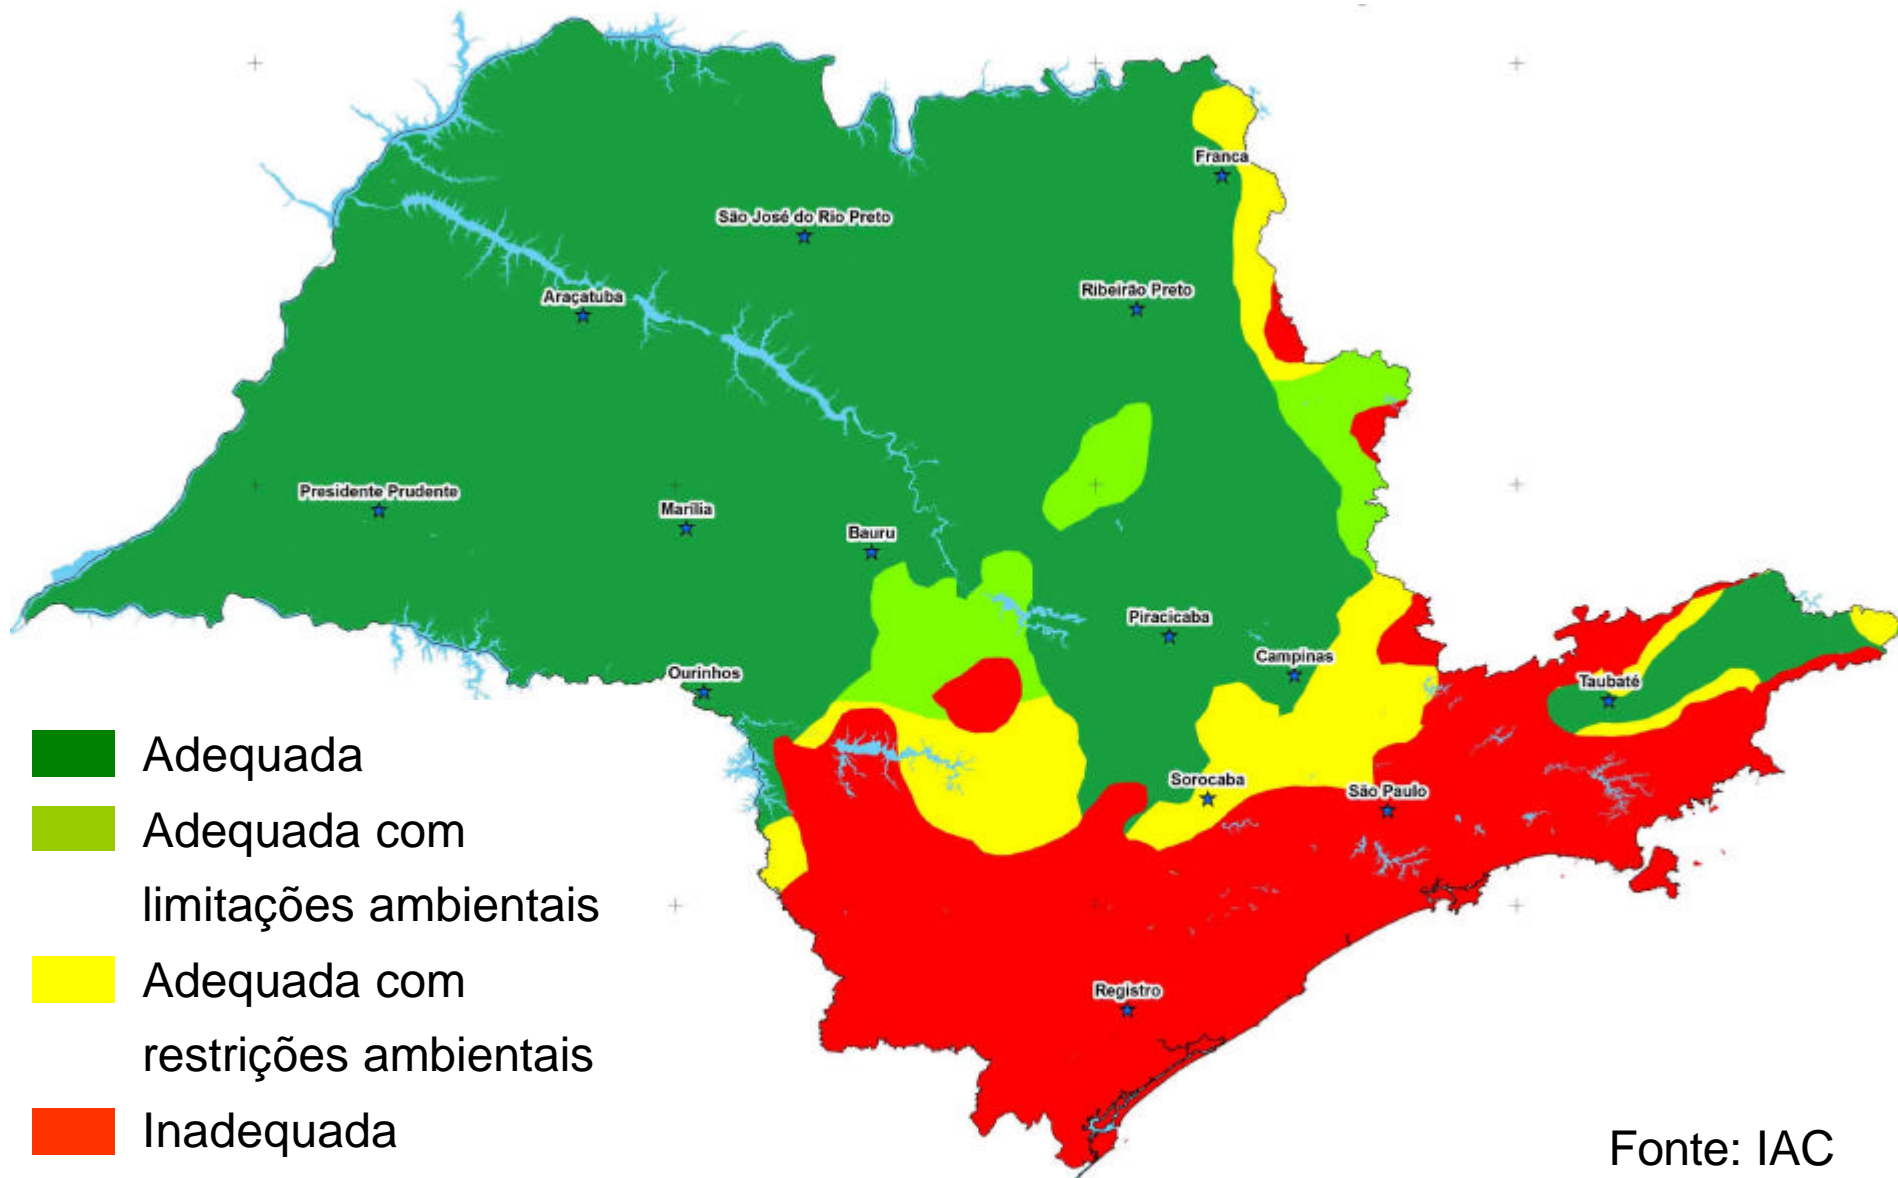 Franca
São José do Rio Preto
Ribeirão Preto
Araçatuba
Presidente Prudente
Marília
Bauru
Piracicaba
Campinas
Ourinhos
Taubaté
Sorocaba
São Paulo
Registro
Adequada
Adequada com
limitações ambientais
Adequada com
restrições ambientais
Inadequada
Fonte: IAC